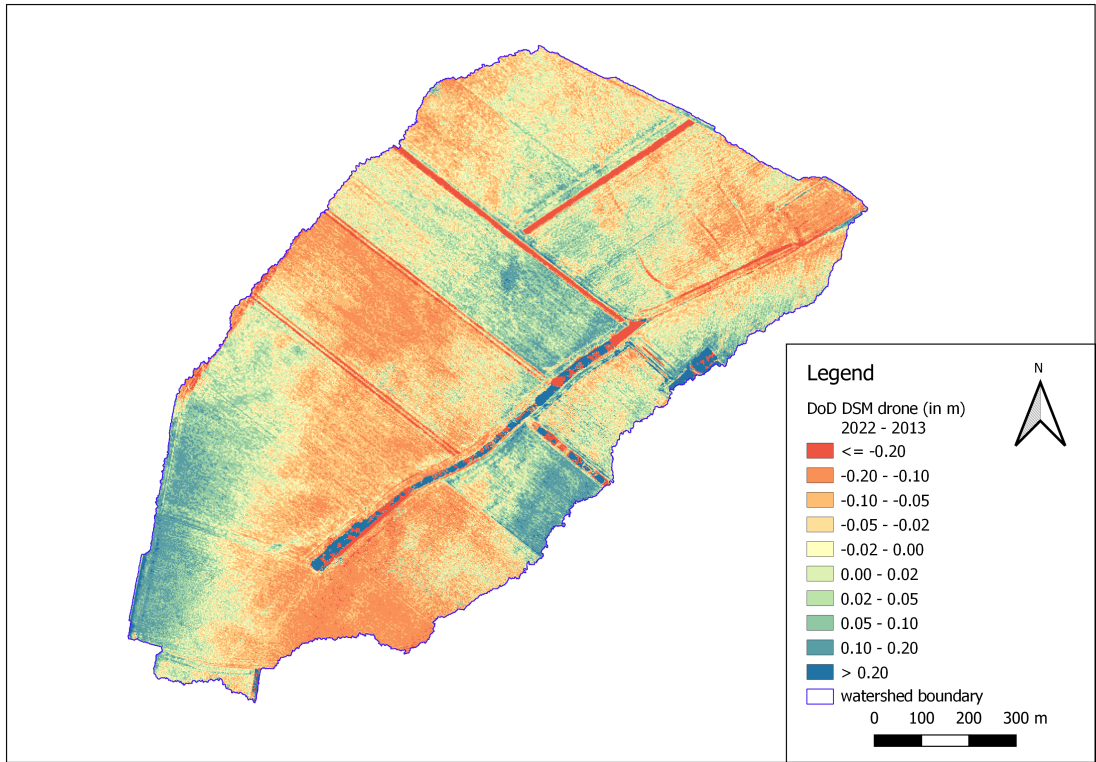 Legend
N
DoD DSM drone (in m)
2022 - 2013
<= -0.20
-0.20 - -0.10
-0.10 - -0.05
-0.05 - -0.02
-0.02 - 0.00
0.00 - 0.02
0.02 - 0.05
0.05 - 0.10
0.10 - 0.20
> 0.20
watershed boundary
0 100 200 300 m